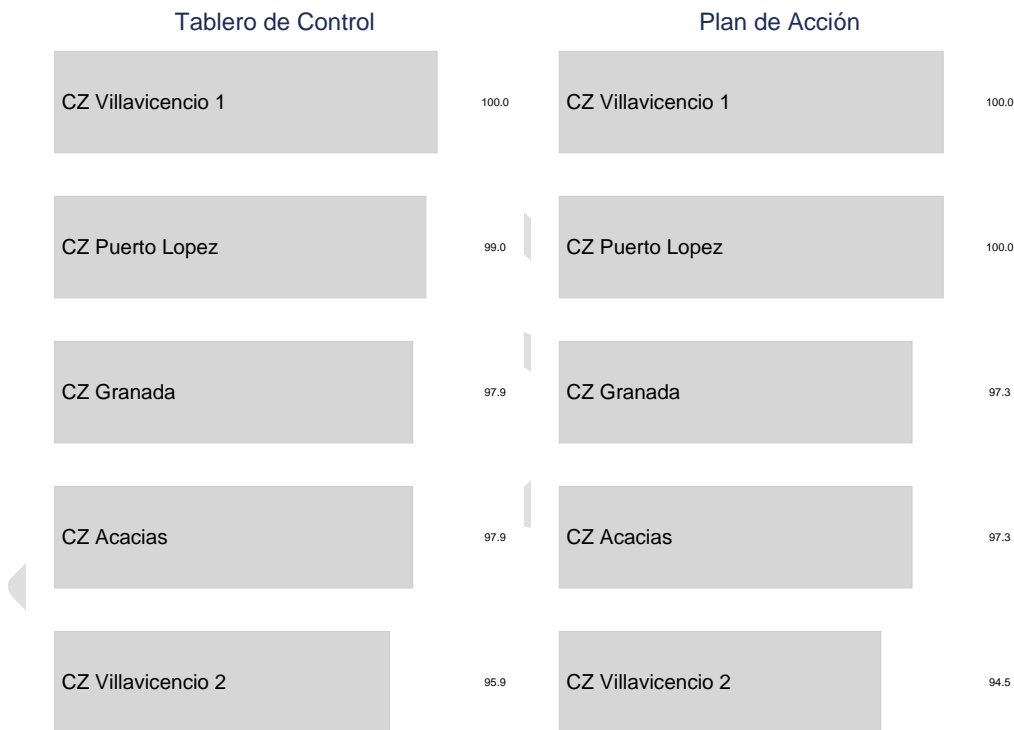 Tablero de Control
CZ Villavicencio 1 100.0
CZ Puerto Lopez 99.0
CZ Granada 97.9
CZ Acacias 97.9
CZ Villavicencio 2 95.9
Plan de Acción
CZ Villavicencio 1 100.0
CZ Puerto Lopez 100.0
CZ Granada 97.3
CZ Acacias 97.3
CZ Villavicencio 2 94.5